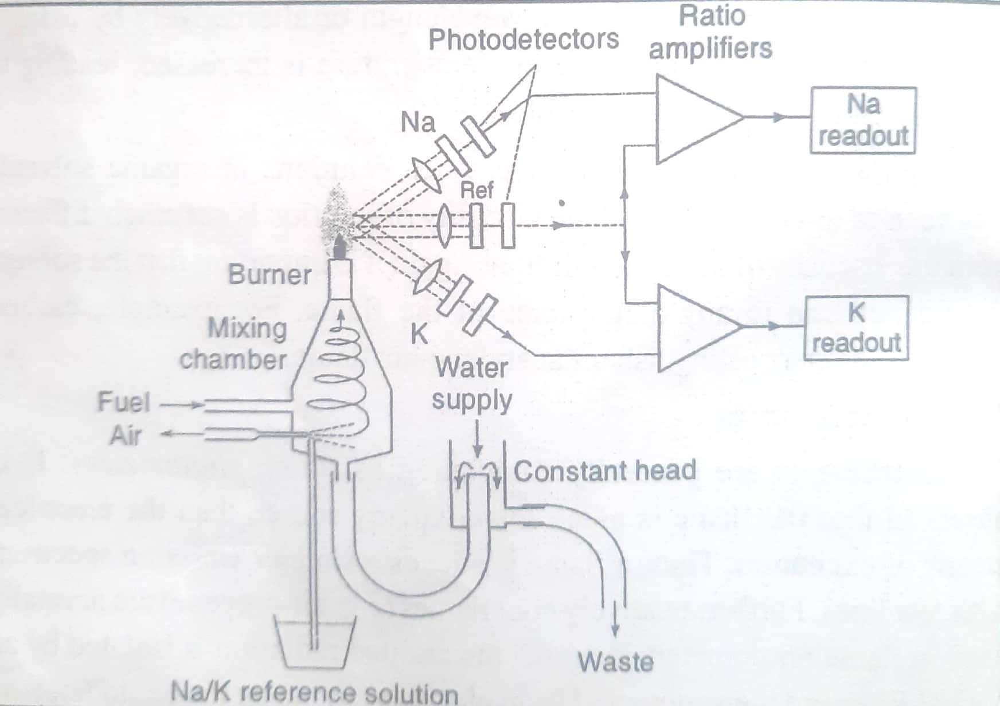 Ratio
amplifiers
Photodetectors
Na
Na
readout
Ref
Burner
K
readout
Mixing
chamber
K
Water
supply
Fuel
Air
Constant head
Waste
Na/K reference solution